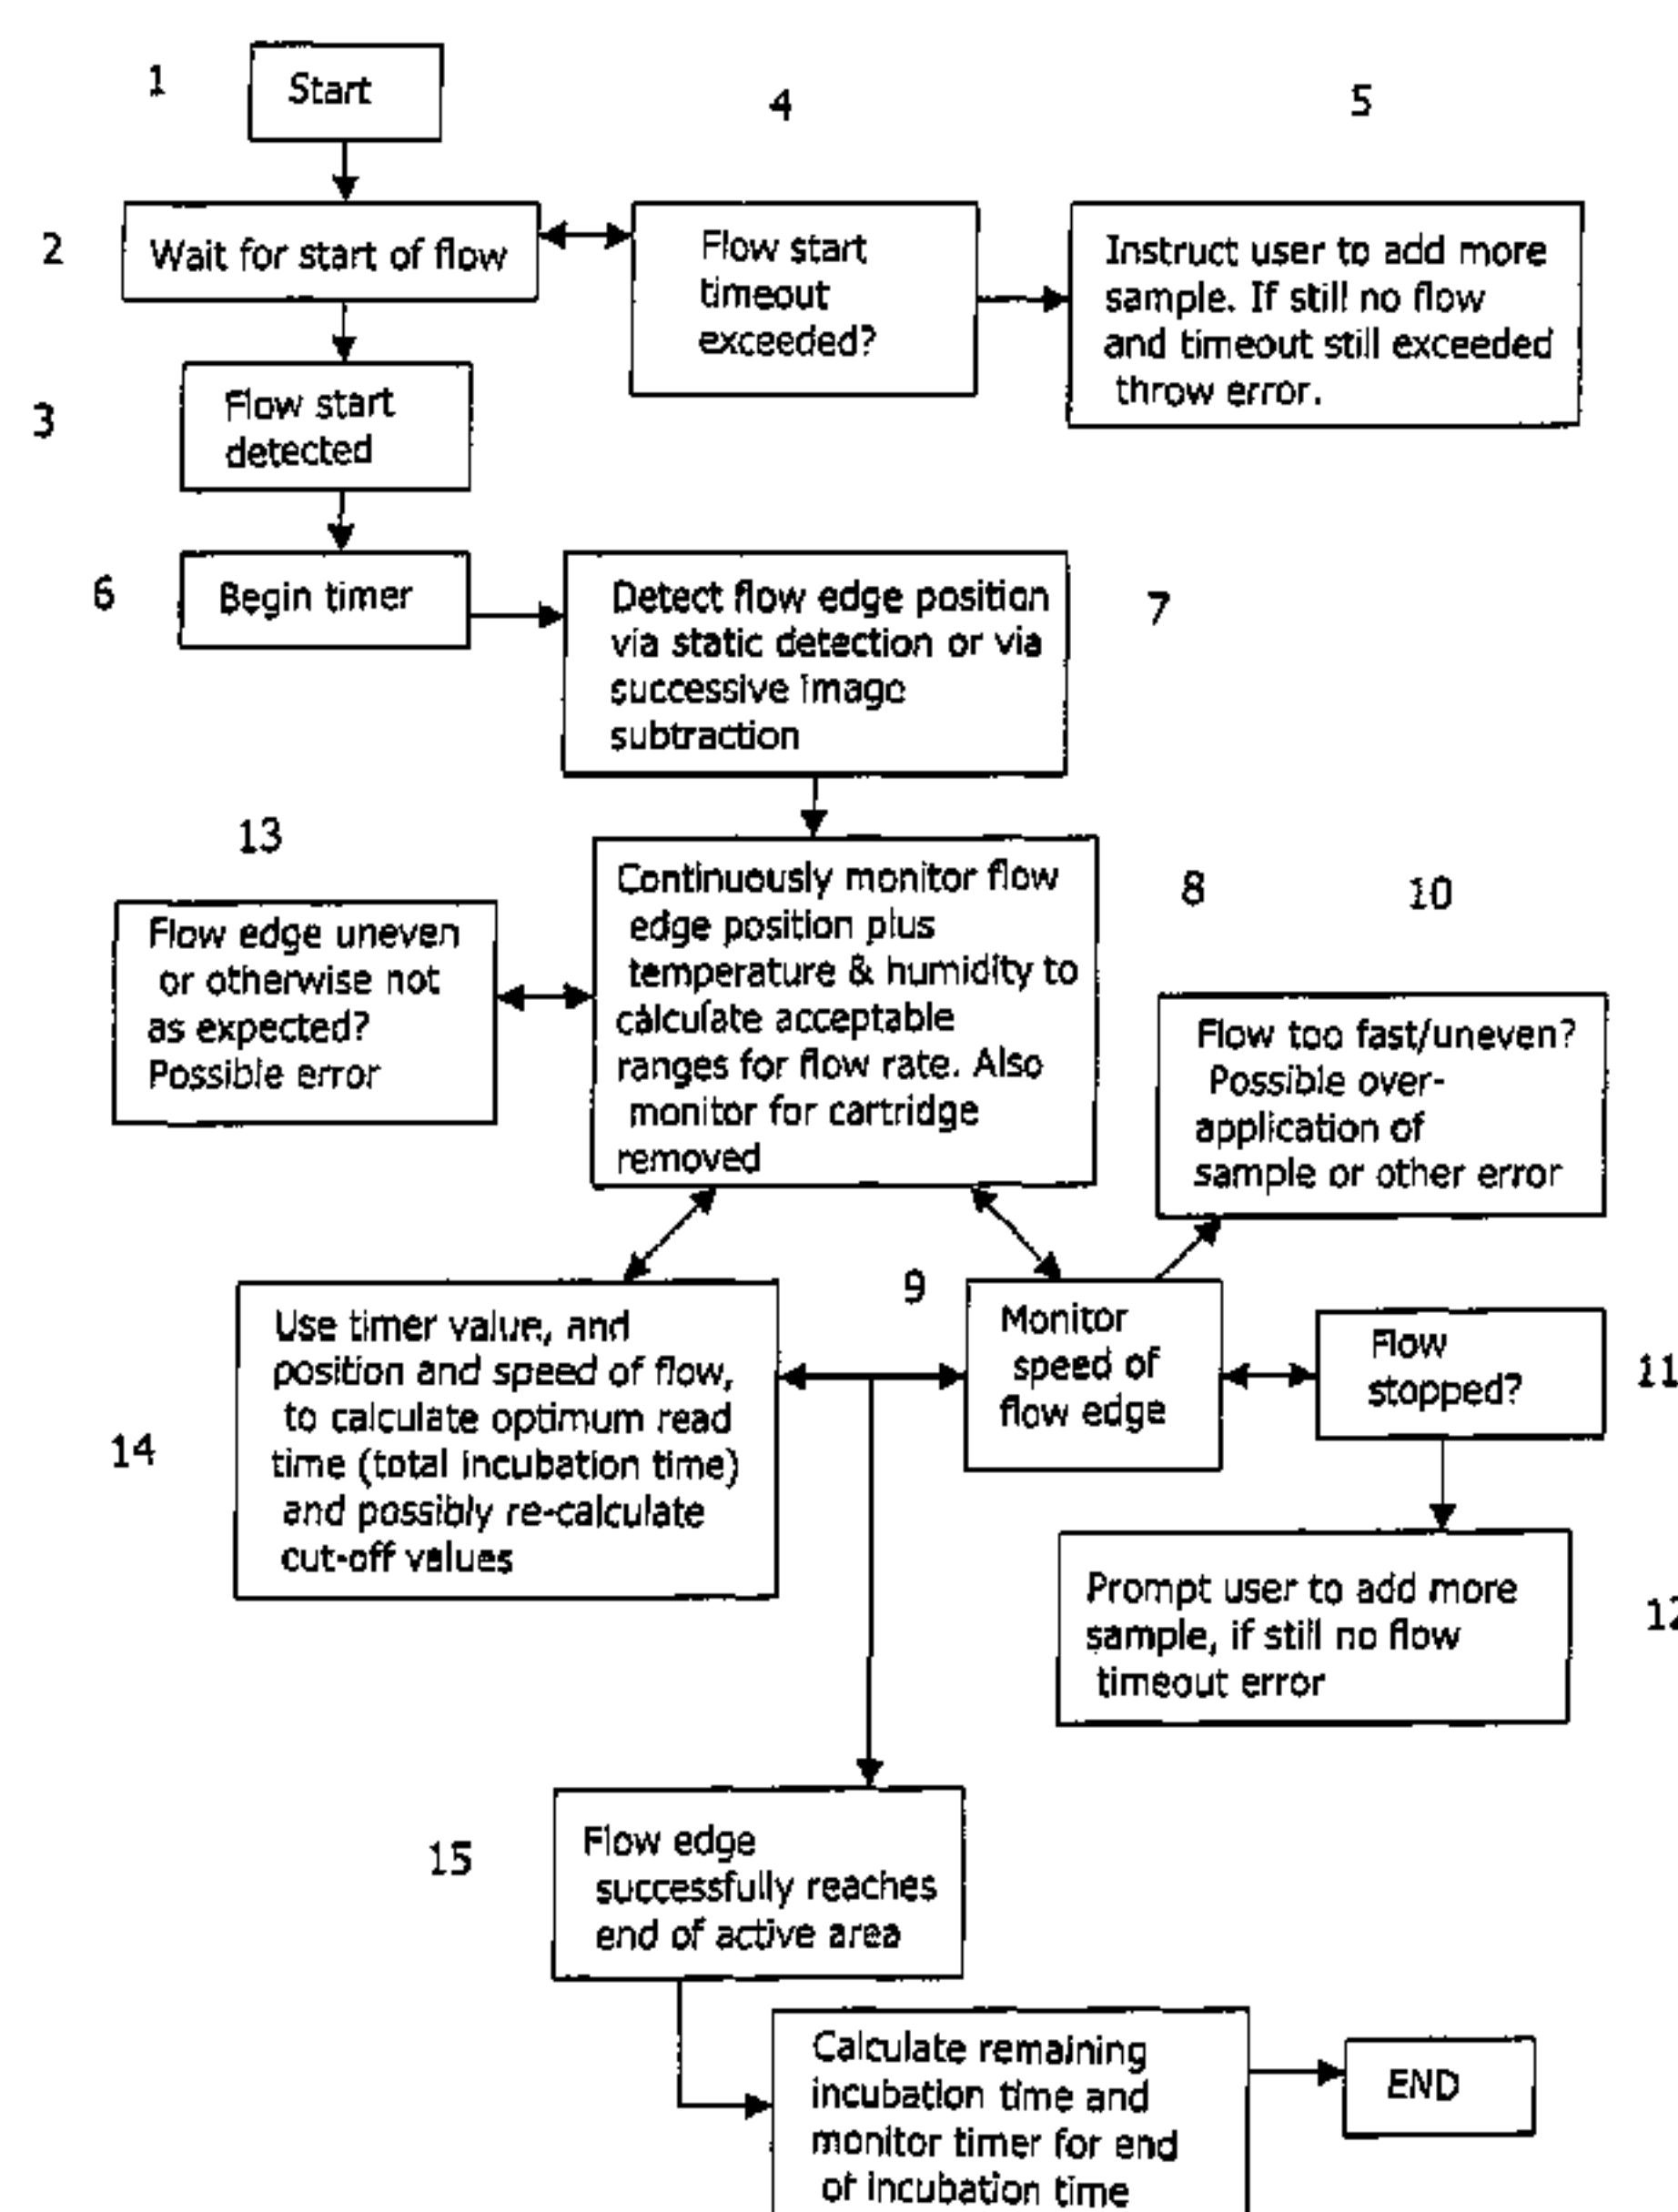 1
Start
4
5
2
Wait for start of flow
Flow start
timeout
exceeded?
Instruct user to add more
sample. If still no flow
and timeout still exceeded
throw error.
3
Flow start
detected
6
Begin timer
Detect flow edge position
via static detection or via
successive image
subtraction
7
13
Flow edge uneven
or otherwise not
as expected?
Possible error
Continuously monitor flow
edge position plus
temperature & humidity to
calculate acceptable
ranges for flow rate. Also
monitor for cartridge
removed
8
10
Flow too fast/uneven?
Possible over-
application of
sample or other error
14
Use timer value, and
position and speed of flow,
to calculate optimum read
time (total incubation time)
and possibly re-calculate
cut-off values
9
Monitor
speed of
flow edge
Flow
stopped?
11
Prompt user to add more
sample, if still no flow
timeout error
12
15
Flow edge
successfully reaches
end of active area
Calculate remaining
incubation time and
monitor timer for end
of incubation time
END